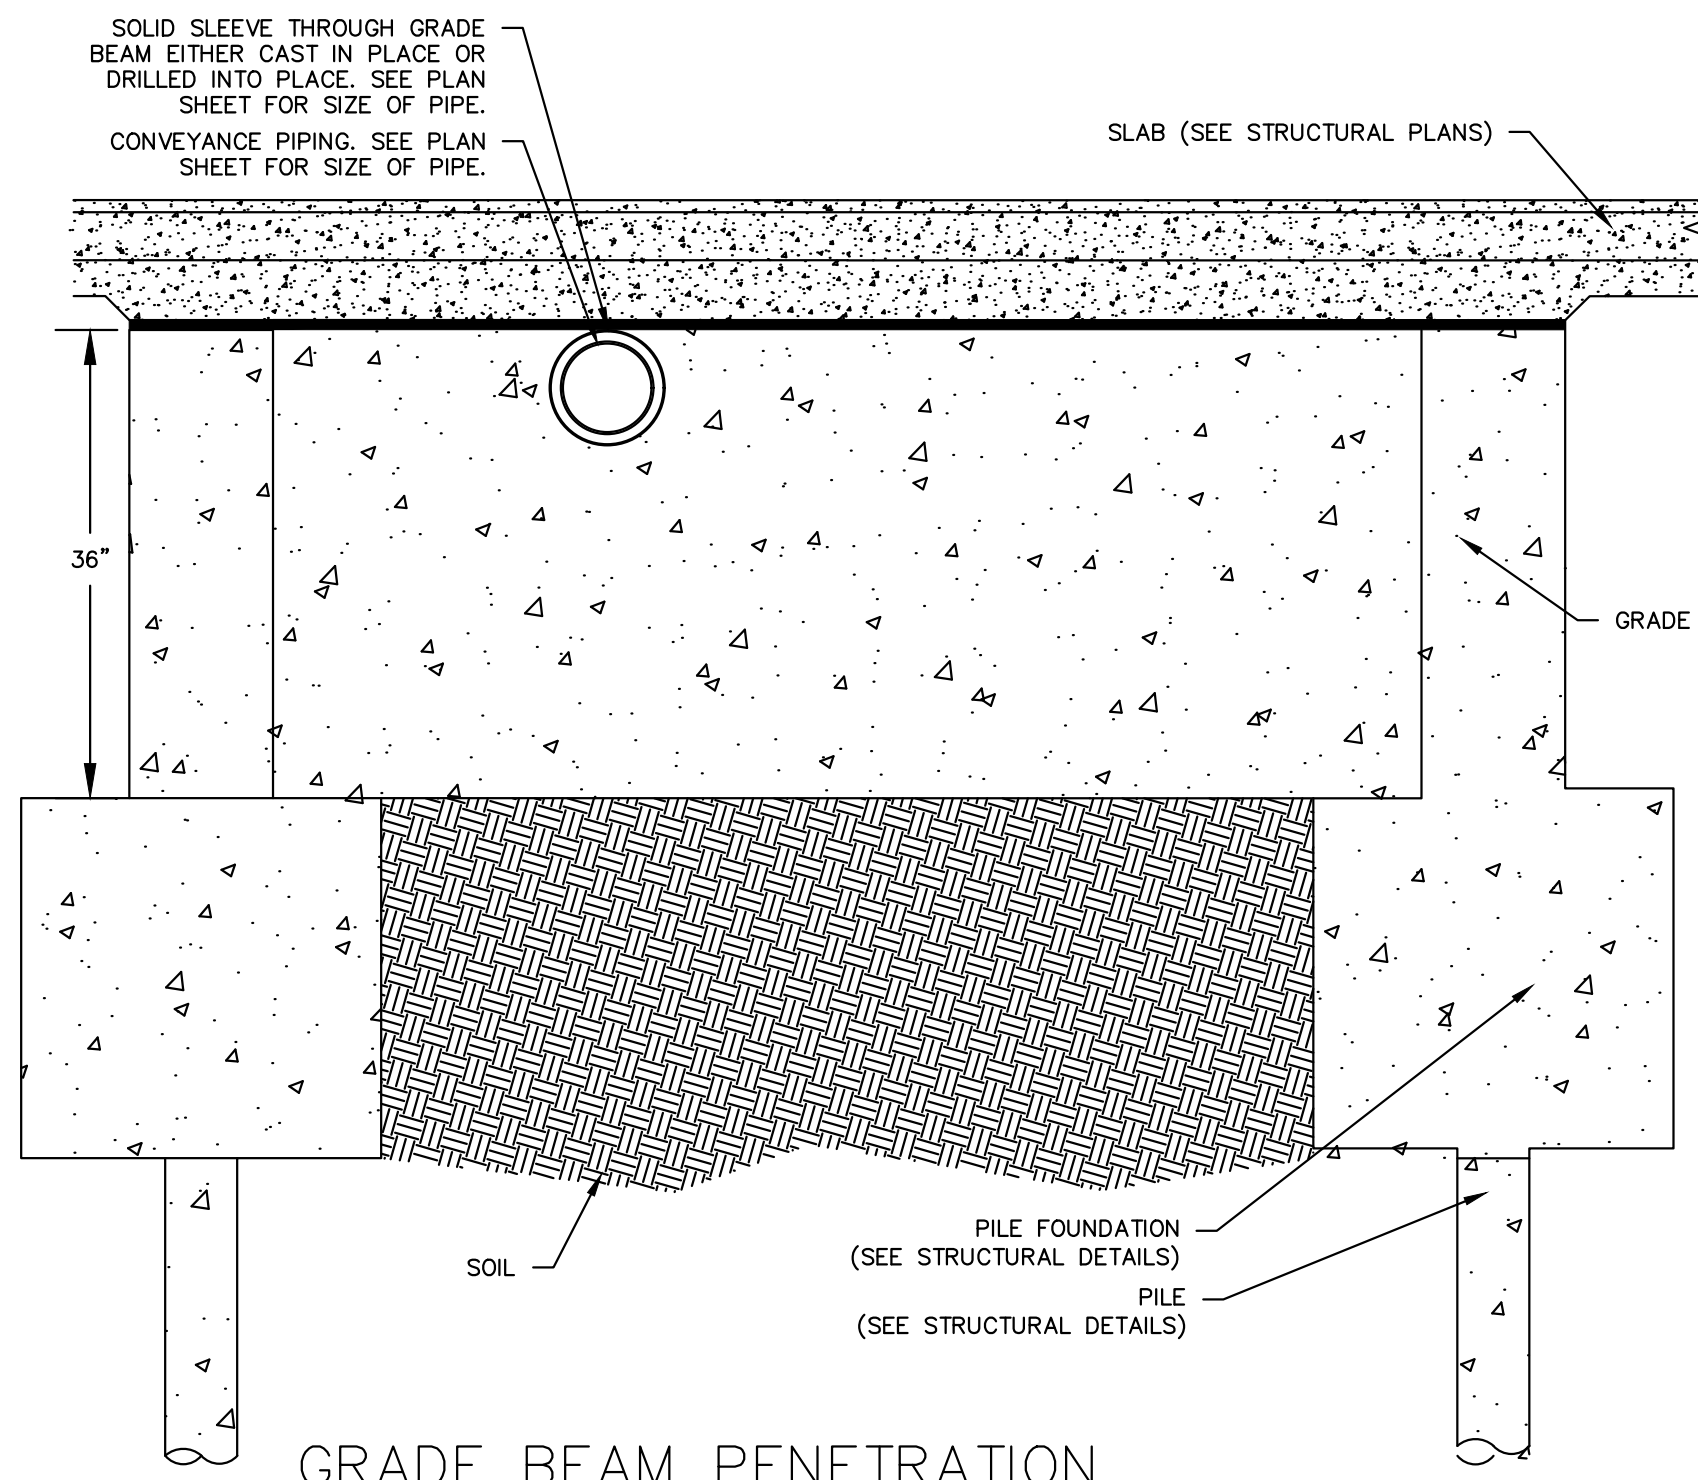 SOLID SLEEVE THROUGH GRADE
BEAM EITHER CAST IN PLACE OR
DRILLED INTO PLACE. SEE PLAN
SHEET FOR SIZE OF PIPE.
CONVEYANCE PIPING. SEE PLAN
SHEET FOR SIZE OF PIPE.
SLAB (SEE STRUCTURAL PLANS)
36"
GRADE
PILE FOUNDATION
(SEE STRUCTURAL DETAILS)
SOIL
PILE
(SEE STRUCTURAL DETAILS)
GRADE BEAM PENETRATION